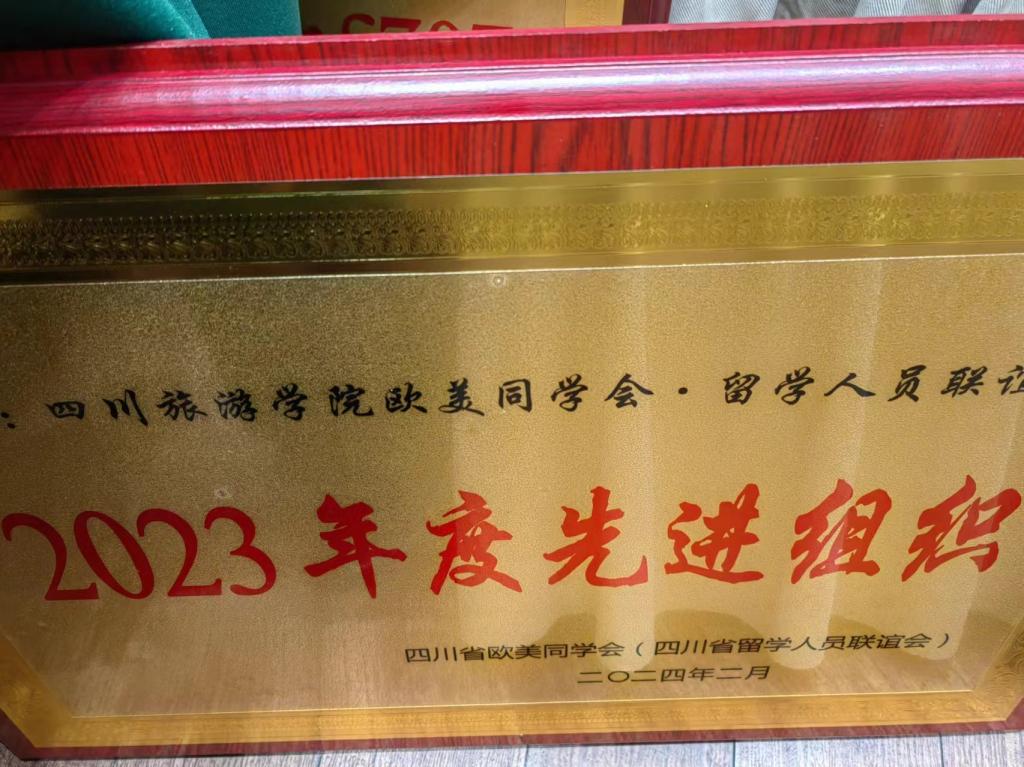 ：四川旅游学院欧美同学会·留学人员联谊
2023年度先进组织
四川省欧美同学会（四川省留学人员联谊会）
二〇二四年二月